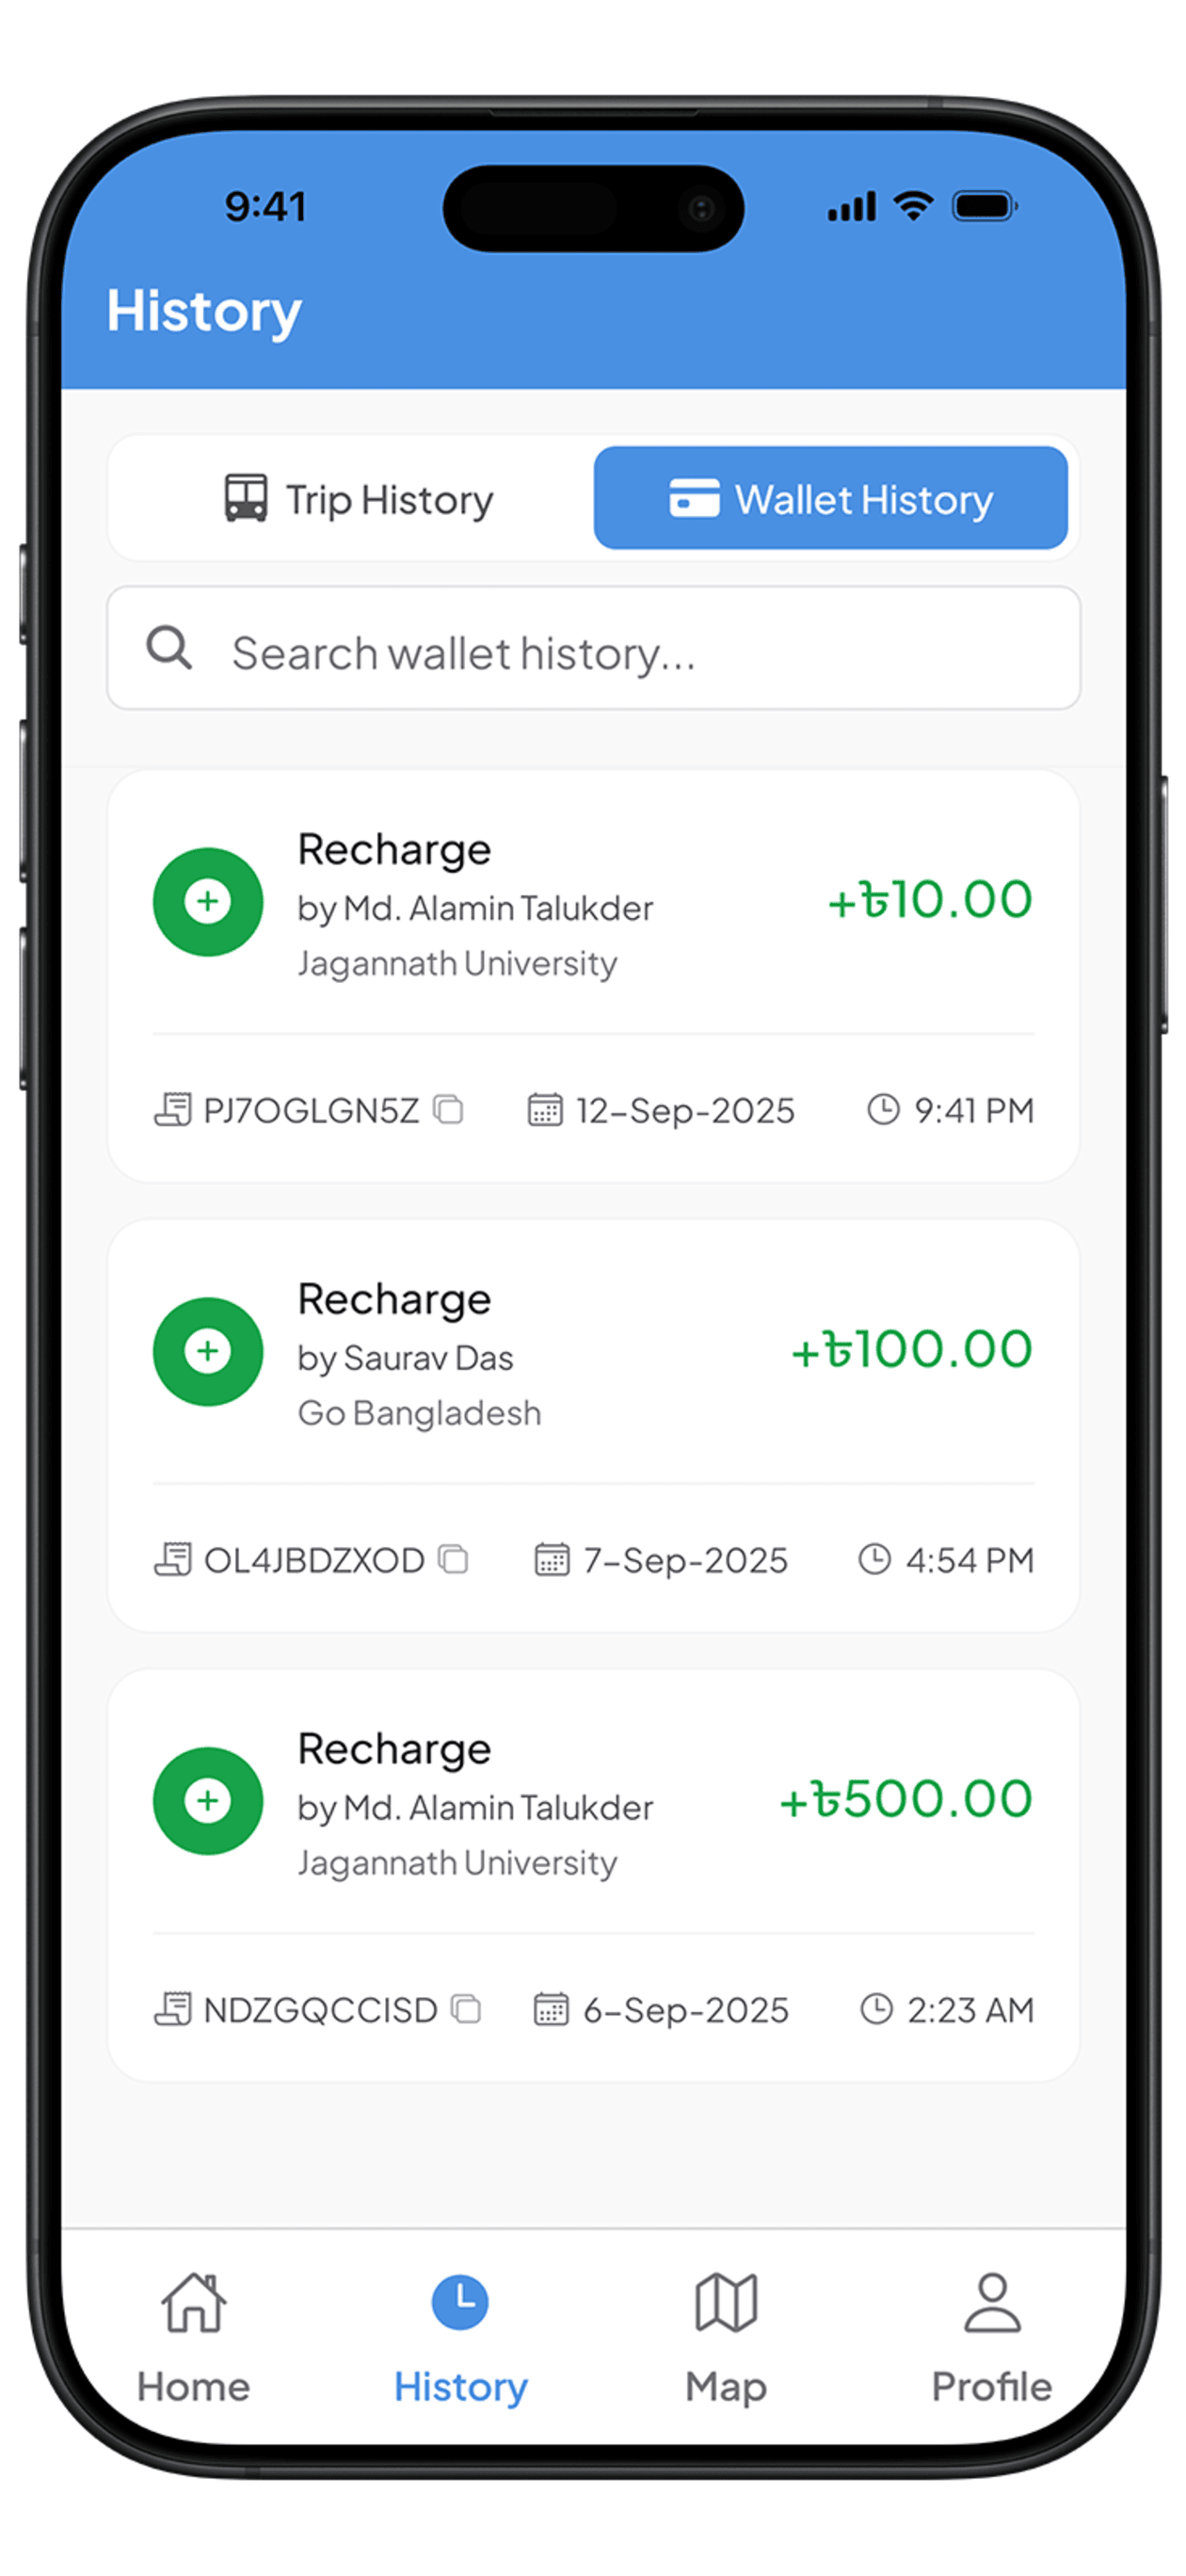 9:41
History
Trip History
Wallet History
Search wallet history...
Recharge
by Md. Alamin Talukder
Jagannath University
+৳10.00
PJ7OGLGN5Z
12-Sep-2025
9:41 PM
Recharge
by Saurav Das
Go Bangladesh
+৳100.00
OL4JBDZXOD
7-Sep-2025
4:54 PM
Recharge
by Md. Alamin Talukder
Jagannath University
+৳500.00
NDZGQCCISD
6-Sep-2025
2:23 AM
Home
History
Map
Profile